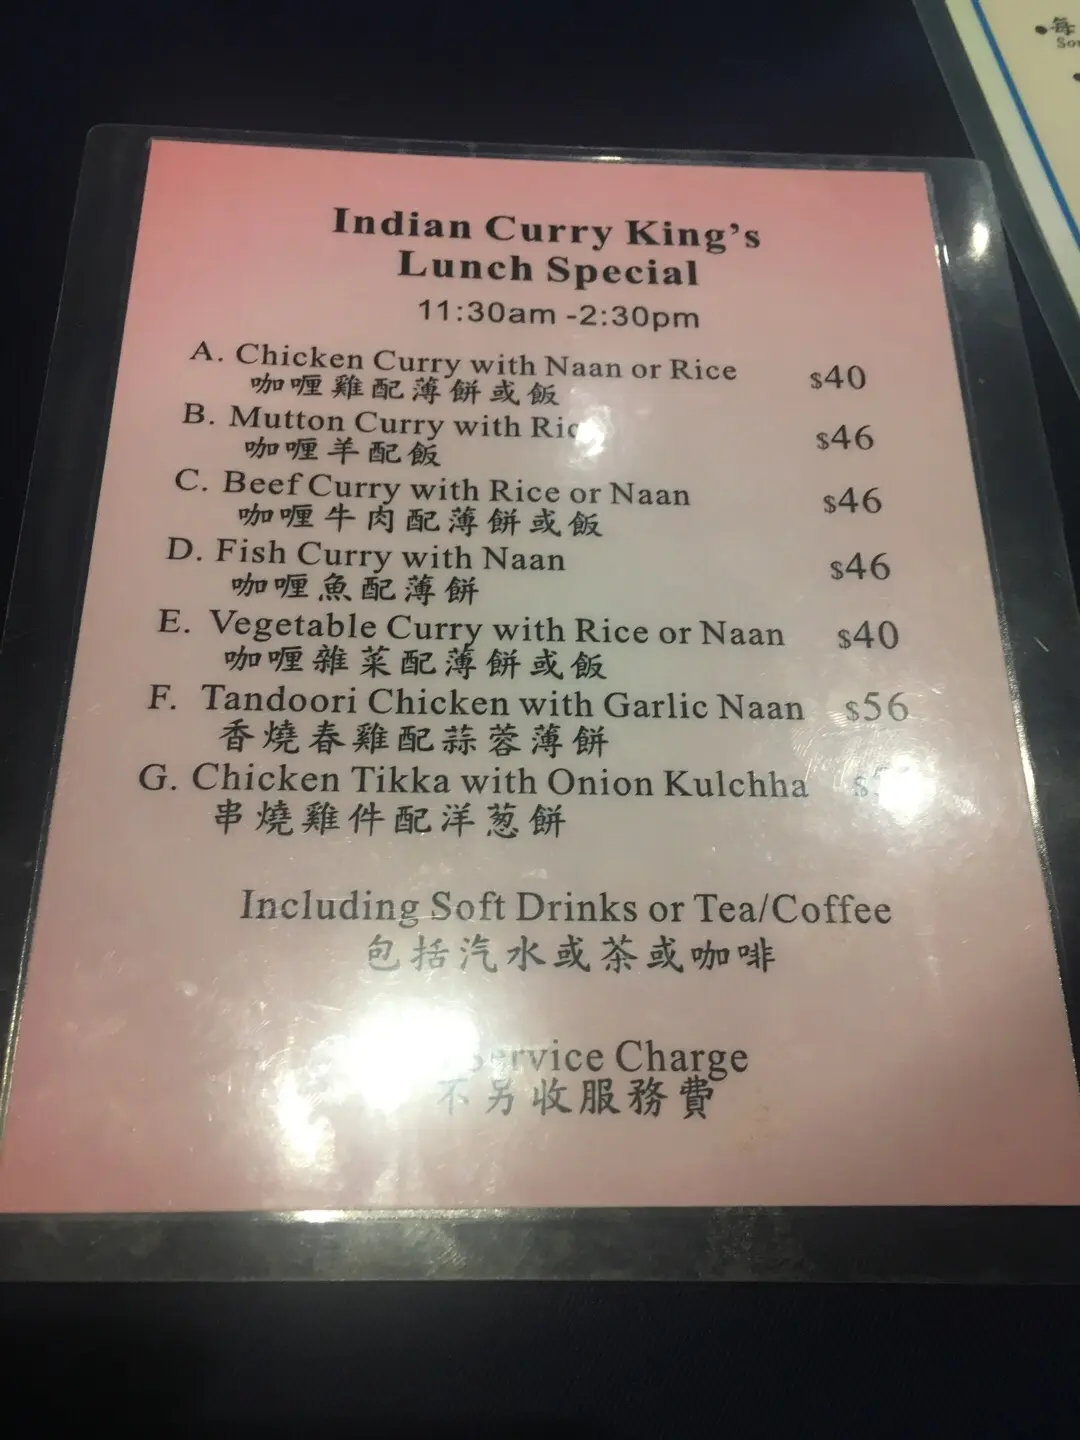 Indian Curry King's
Lunch Special
11:30am -2:30pm
A. Chicken Curry with Naan or Rice $40
咖喱雞配薄餅或飯
B. Mutton Curry with $46
咖喱羊配飯
C. Beef Curry with Rice or Naan $46
咖喱牛肉配薄餅或飯
D. Fish Curry with Naan $46
咖喱魚配薄餅
E. Vegetable Curry with Rice or Naan $40
咖喱雜菜配薄餅或飯
F. Tandoori Chicken with Garlic Naan $56
香燒春雞配蒜蓉薄餅
G. Chicken Tikka with Onion Kulchha
串燒雞件配洋葱餅
Including Soft Drinks or Tea/Coffee
包括汽水或茶或咖啡
Service Charge
不另收服務費
每